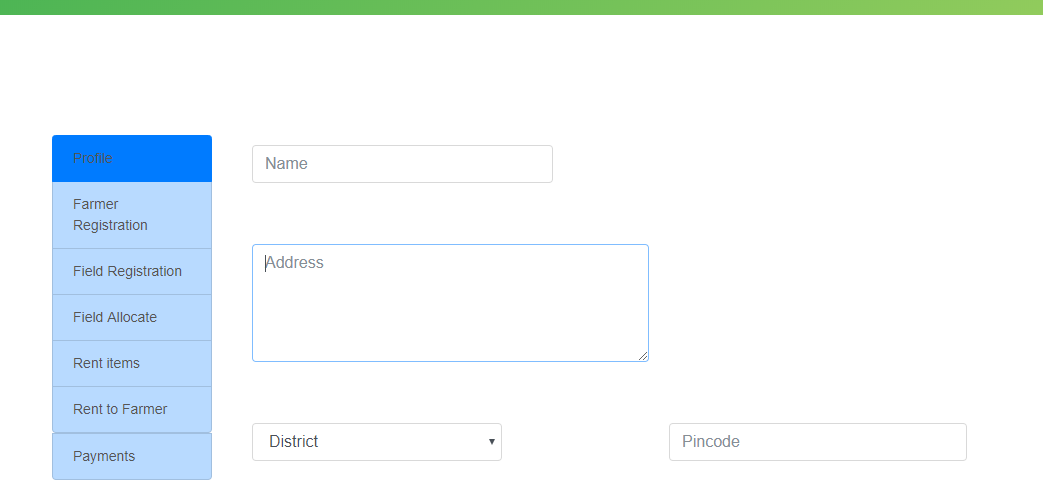 Profile
Farmer
Registration
Field Registration
Field Allocate
Rent items
Rent to Farmer
Payments
Name
Address
District
Pincode